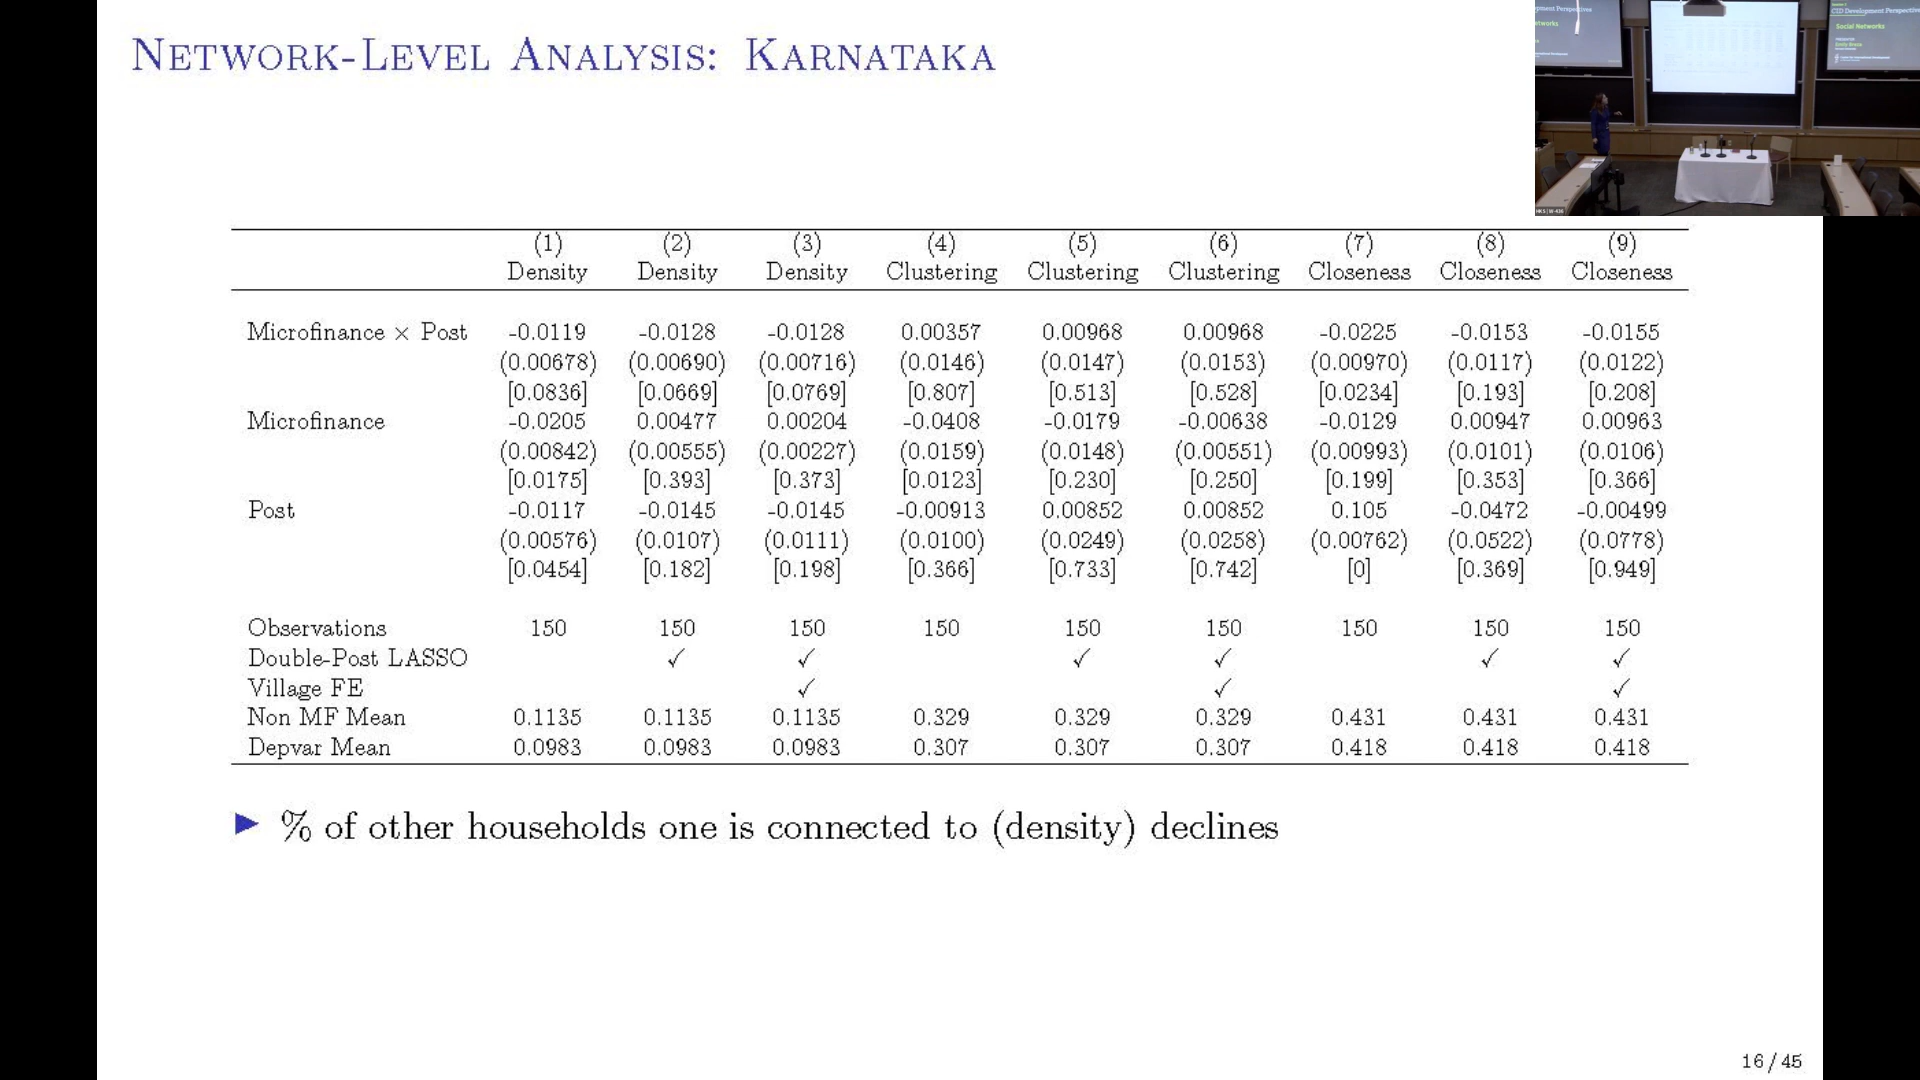 NETWORK-LEVEL ANALYSIS: KARNATAKA
CID Development Perspectives
Social Networks
(1) (2) (3) (4) (5) (6) (7) (8) (9)
Density Density Density Clustering Clustering Clustering Closeness Closeness Closeness
Microfinance × Post -0.0119 -0.0128 -0.0128 0.00357 0.00968 0.00968 -0.0225 -0.0153 -0.0155
(0.00678) (0.00690) (0.00716) (0.0146) (0.0147) (0.0153) (0.00970) (0.0117) (0.0122)
[0.0836] [0.0669] [0.0769] [0.807] [0.513] [0.528] [0.0234] [0.193] [0.208]
Microfinance -0.0205 0.00477 0.00204 -0.0408 -0.0179 -0.00638 -0.0129 0.00947 0.00963
(0.00842) (0.00555) (0.00227) (0.0159) (0.0148) (0.00551) (0.00993) (0.0101) (0.0106)
[0.0175] [0.393] [0.373] [0.0123] [0.230] [0.250] [0.199] [0.353] [0.366]
Post -0.0117 -0.0145 -0.0145 -0.00913 0.00852 0.00852 0.105 -0.0472 -0.00499
(0.00576) (0.0107) (0.0111) (0.0100) (0.0249) (0.0258) (0.00762) (0.0522) (0.0778)
[0.0454] [0.182] [0.198] [0.366] [0.733] [0.742] [0] [0.369] [0.949]
Observations 150 150 150 150 150 150 150 150 150
Double-Post LASSO ✓ ✓ ✓ ✓ ✓ ✓
Village FE ✓ ✓ ✓
Non MF Mean 0.1135 0.1135 0.1135 0.329 0.329 0.329 0.431 0.431 0.431
Depvar Mean 0.0983 0.0983 0.0983 0.307 0.307 0.307 0.418 0.418 0.418
▶ % of other households one is connected to (density) declines
16 / 45